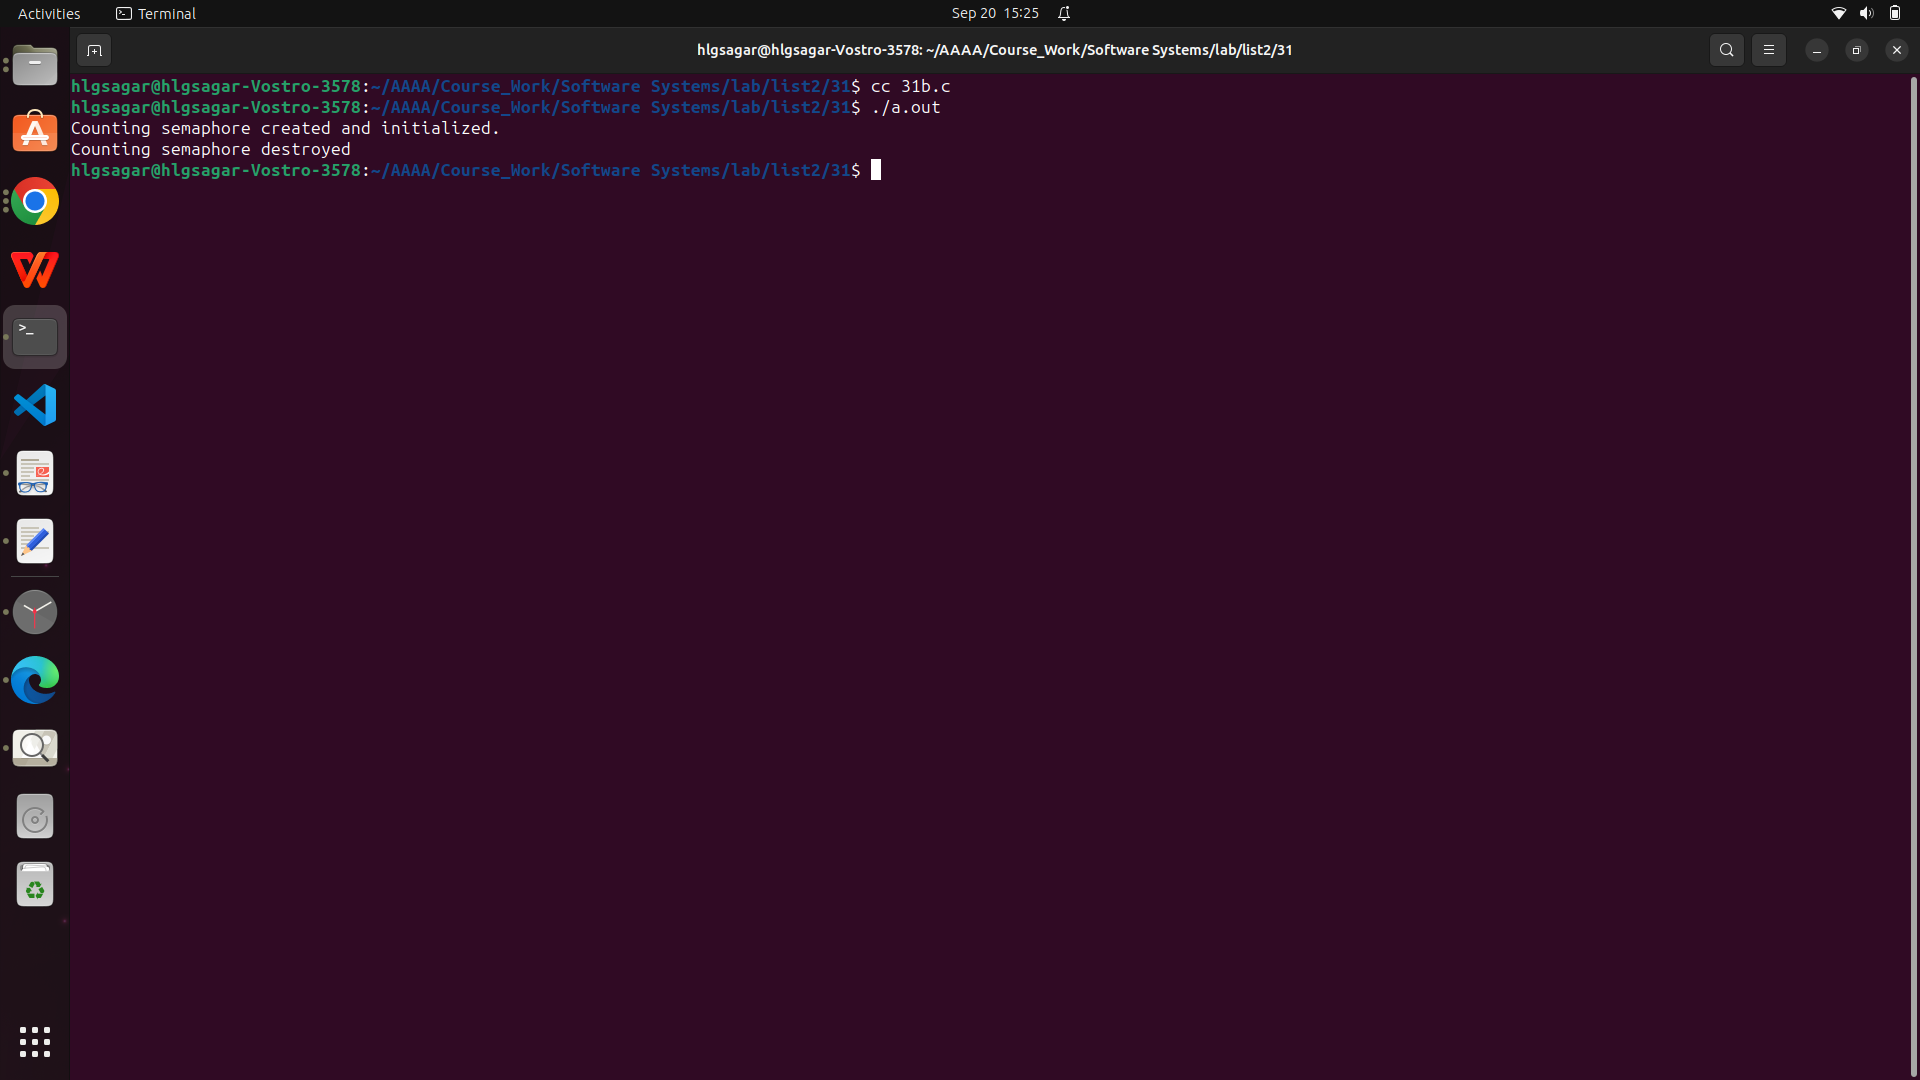 Activities
Terminal
Sep 20 15:25
hlgsagar@hlgsagar-Vostro-3578: ~/AAAA/Course_Work/Software Systems/lab/list2/31
hlgsagar@hlgsagar-Vostro-3578:~/AAAA/Course_Work/Software Systems/lab/list2/31$ cc 31b.c
hlgsagar@hlgsagar-Vostro-3578:~/AAAA/Course_Work/Software Systems/lab/list2/31$ ./a.out
Counting semaphore created and initialized.
Counting semaphore destroyed
hlgsagar@hlgsagar-Vostro-3578:~/AAAA/Course_Work/Software Systems/lab/list2/31$